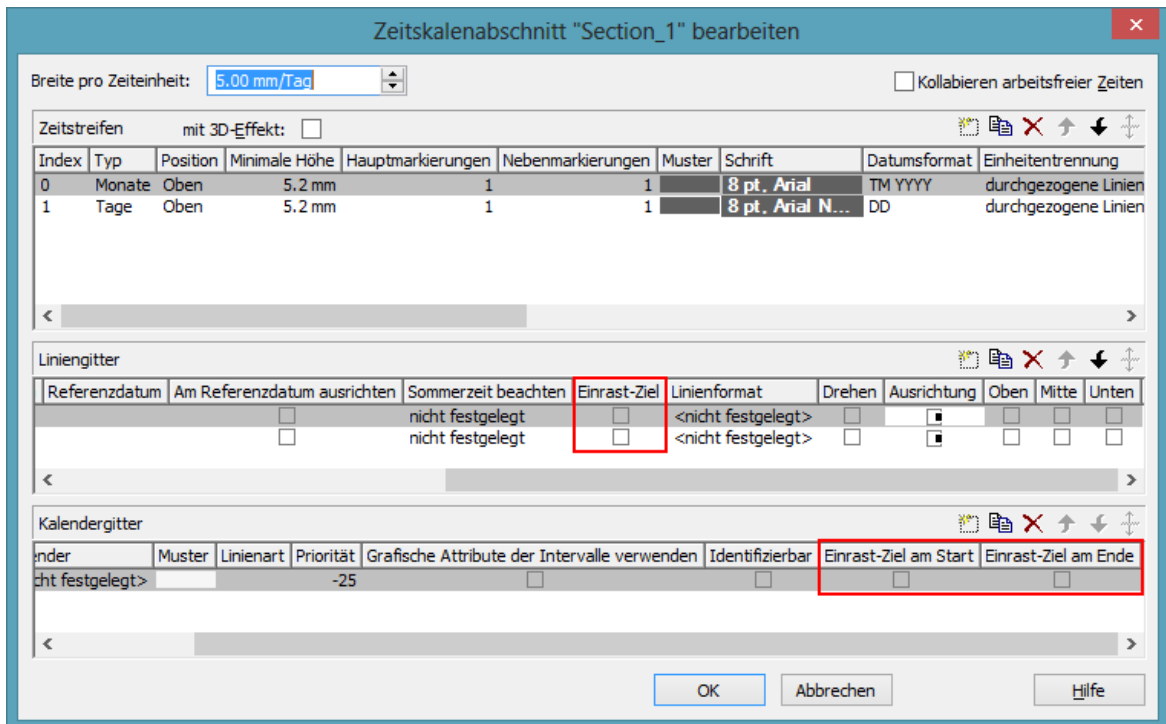 Zeitskalenabschnitt "Section_1" bearbeiten
Breite pro Zeiteinheit: 5.00 mm/Tag Kollabieren arbeitsfreier Zeiten
Zeitstreifen mit 3D-Effekt:
Index Typ Position Minimale Höhe Hauptmarkierungen Nebenmarkierungen Muster Schrift Datumsformat Einheitentrennung
0 Monate Oben 5.2 mm 1 1 8 pt, Arial TM YYYY durchgezogene Linien
1 Tage Oben 5.2 mm 1 1 8 pt, Arial N... DD durchgezogene Linien
Liniengitter
Referenzdatum Am Referenzdatum ausrichten Sommerzeit beachten Einrast-Ziel Linienformat Drehen Ausrichtung Oben Mitte Unten
nicht festgelegt <nicht festgelegt>
nicht festgelegt <nicht festgelegt>
Kalendergitter
ender Muster Linienart Priorität Grafische Attribute der Intervalle verwenden Identifizierbar Einrast-Ziel am Start Einrast-Ziel am Ende
cht festgelegt> -25
OK Abbrechen Hilfe